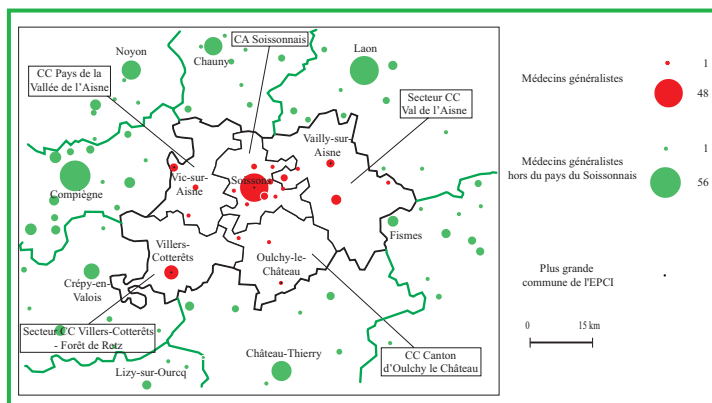 CA Soissonnais
Noyon
Chauny
Laon
CC Pays de la
Vallée de l'Aisne
Secteur CC
Val de l'Aisne
Vailly-sur-
Aisne
Vic-sur-
Aisne
Soissons
Compiègne
Fismes
Villers-
Cotterêts
Oulchy-le-
Château
Crépy-en-
Valois
Secteur CC Villers-Cotterêts
- Forêt de Retz
Château-Thierry
CC Canton
d'Oulchy le Château
Lizy-sur-Ourcq
Médecins généralistes
1
48
Médecins généralistes
hors du pays du Soissonnais
1
56
Plus grande
commune de l'EPCI
0
15 km